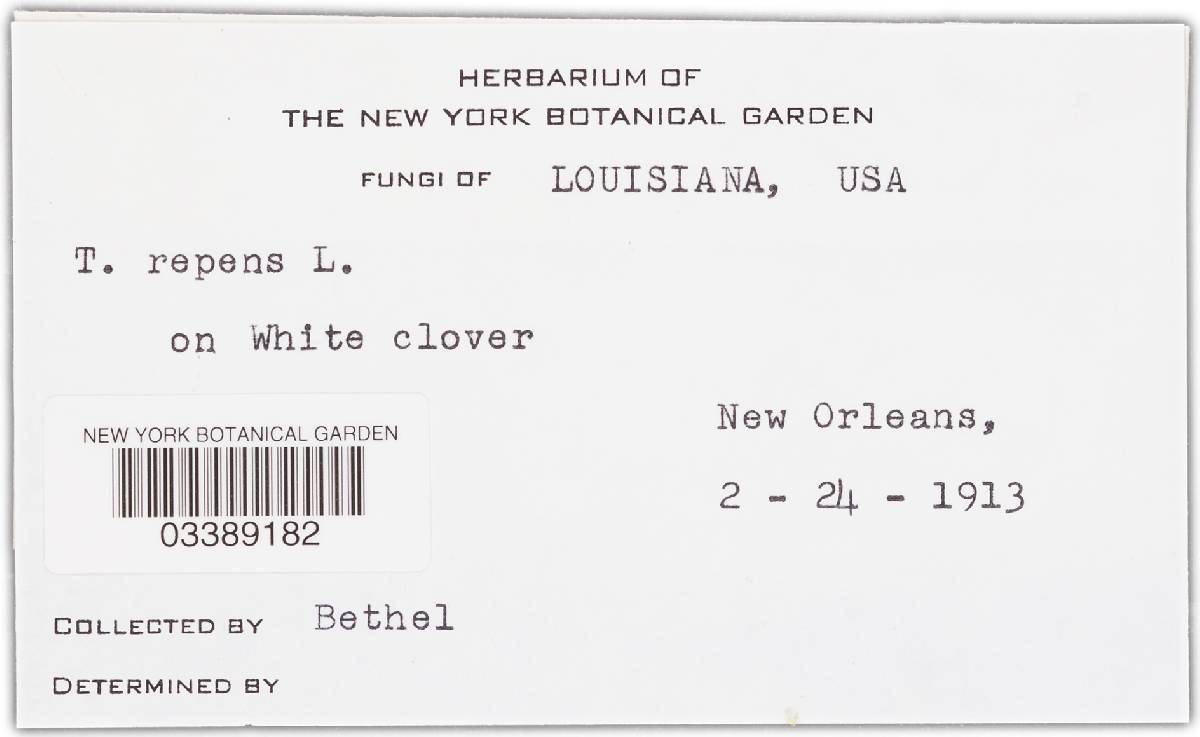 HERBARIUM OF
THE NEW YORK BOTANICAL GARDEN
FUNGI OF LOUISIANA, USA
T. repens L.
on White clover
New Orleans,
2 - 24 - 1913
NEW YORK BOTANICAL GARDEN
03389182
COLLECTED BY Bethel
DETERMINED BY